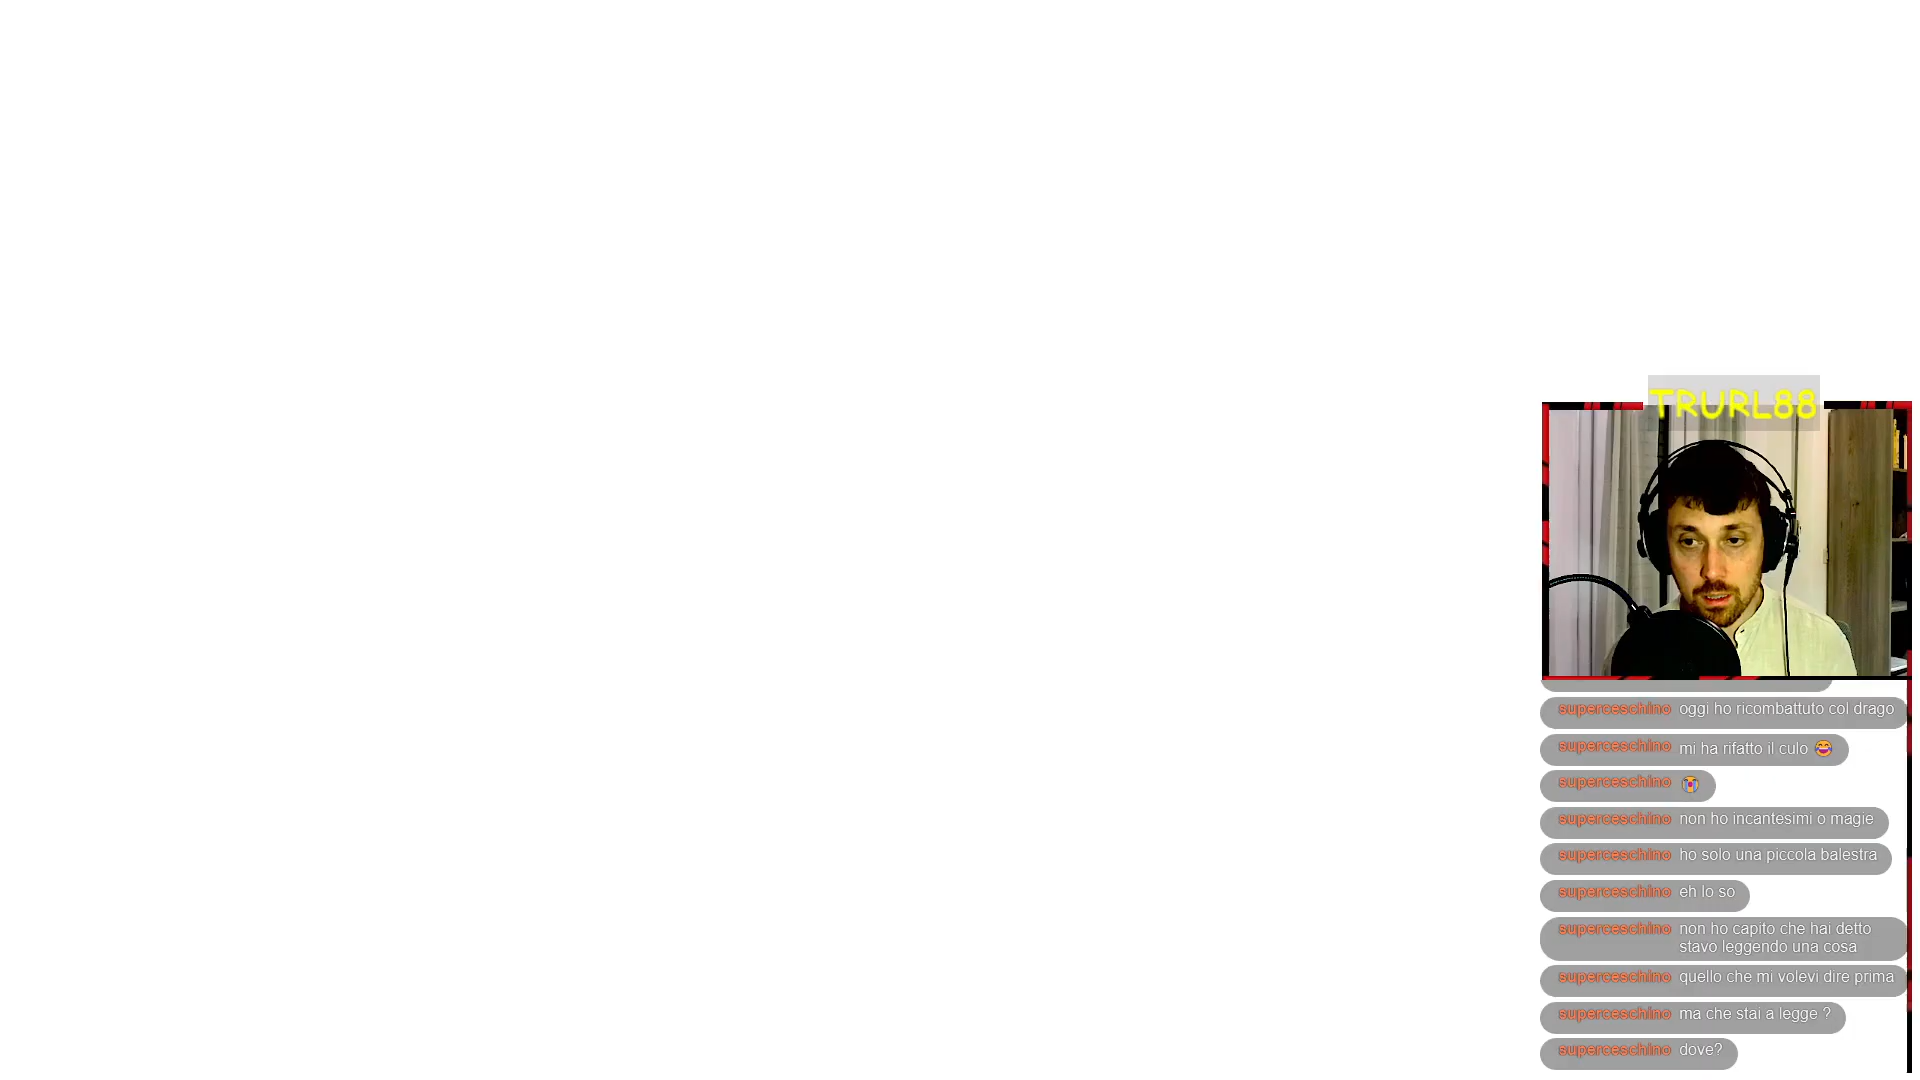 TRURL88
superceschino oggi ho ricombattuto col drago
superceschino mi ha rifatto il culo 😂
superceschino 😭
superceschino non ho incantesimi o magie
superceschino ho solo una piccola balestra
superceschino eh lo so
superceschino non ho capito che hai detto
stavo leggendo una cosa
superceschino quello che mi volevi dire prima
superceschino ma che stai a legge ?
superceschino dove?